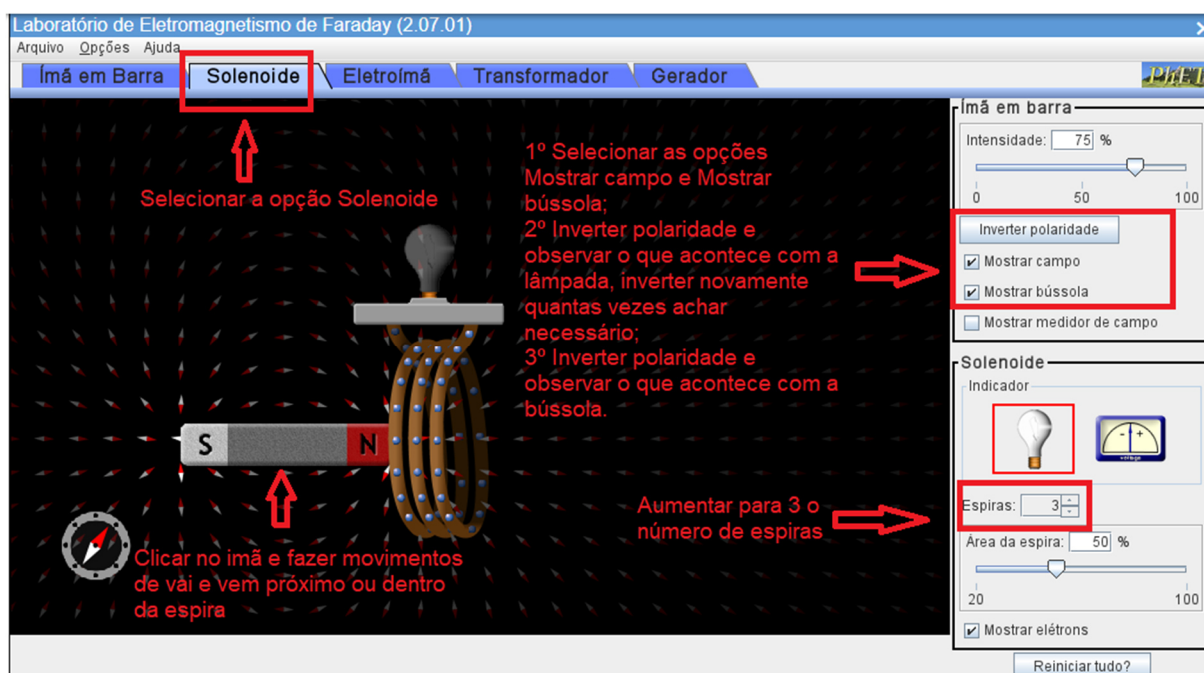 Laboratório de Eletromagnetismo de Faraday (2.07.01)
Arquivo Opções Ajuda
Ímã em Barra Solenoide Eletroímã Transformador Gerador
PhET
Selecionar a opção Solenoide
1º Selecionar as opções
Mostrar campo e Mostrar
bússola;
2º Inverter polaridade e
observar o que acontece com a
lâmpada, inverter novamente
quantas vezes achar
necessário;
3º Inverter polaridade e
observar o que acontece com a
bússola.
S N
Clicar no imã e fazer movimentos
de vai e vem próximo ou dentro
da espira
Aumentar para 3 o
número de espiras
Ímã em barra
Intensidade: 75 %
0 50 100
Inverter polaridade
Mostrar campo
Mostrar bússola
Mostrar medidor de campo
Solenoide
Indicador
- +
voltage
Espiras: 3
Área da espira: 50 %
20 100
Mostrar elétrons
Reiniciar tudo?